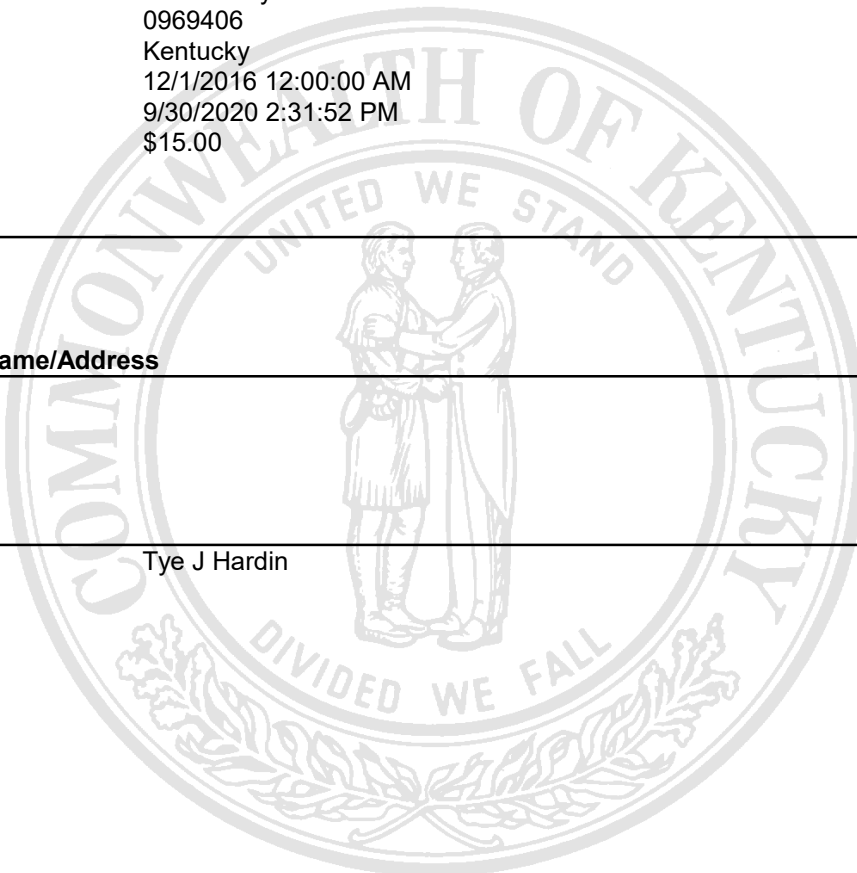 0969406
Kentucky
12/1/2016 12:00:00 AM
9/30/2020 2:31:52 PM
$15.00
COMMONWEALTH OF KENTUCKY
UNITED WE STAND
ame/Address
Tye J Hardin
DIVIDED WE FALL